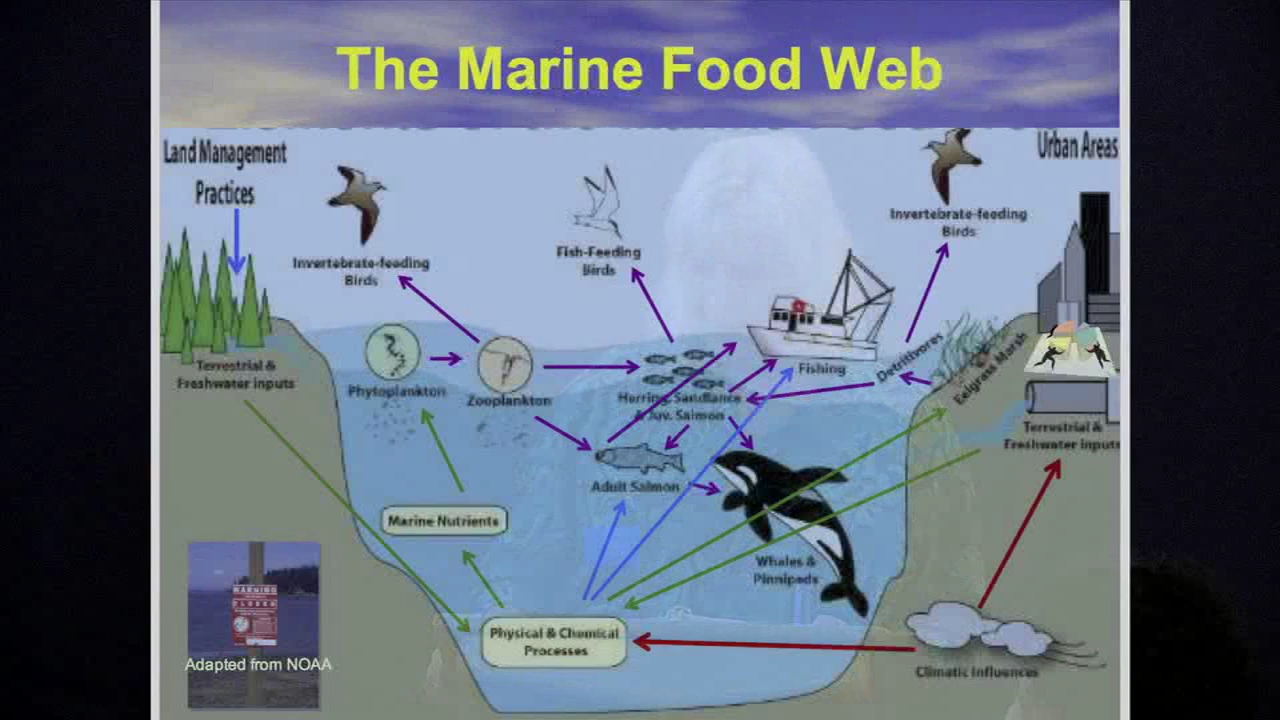 The Marine Food Web
Land Management
Practices
Urban Areas
Invertebrate-feeding
Birds
Fish-Feeding
Birds
Invertebrate-feeding
Birds
Terrestrial &
Freshwater inputs
Phytoplankton
Zooplankton
Herring, Sandlance
& Juv. Salmon
Fishing
Detritivores
Eelgrass Marsh
Terrestrial &
Freshwater inputs
Adult Salmon
Marine Nutrients
Whales &
Pinnipeds
Physical & Chemical
Processes
Climatic Influences
WARNING
CLOSED
Adapted from NOAA